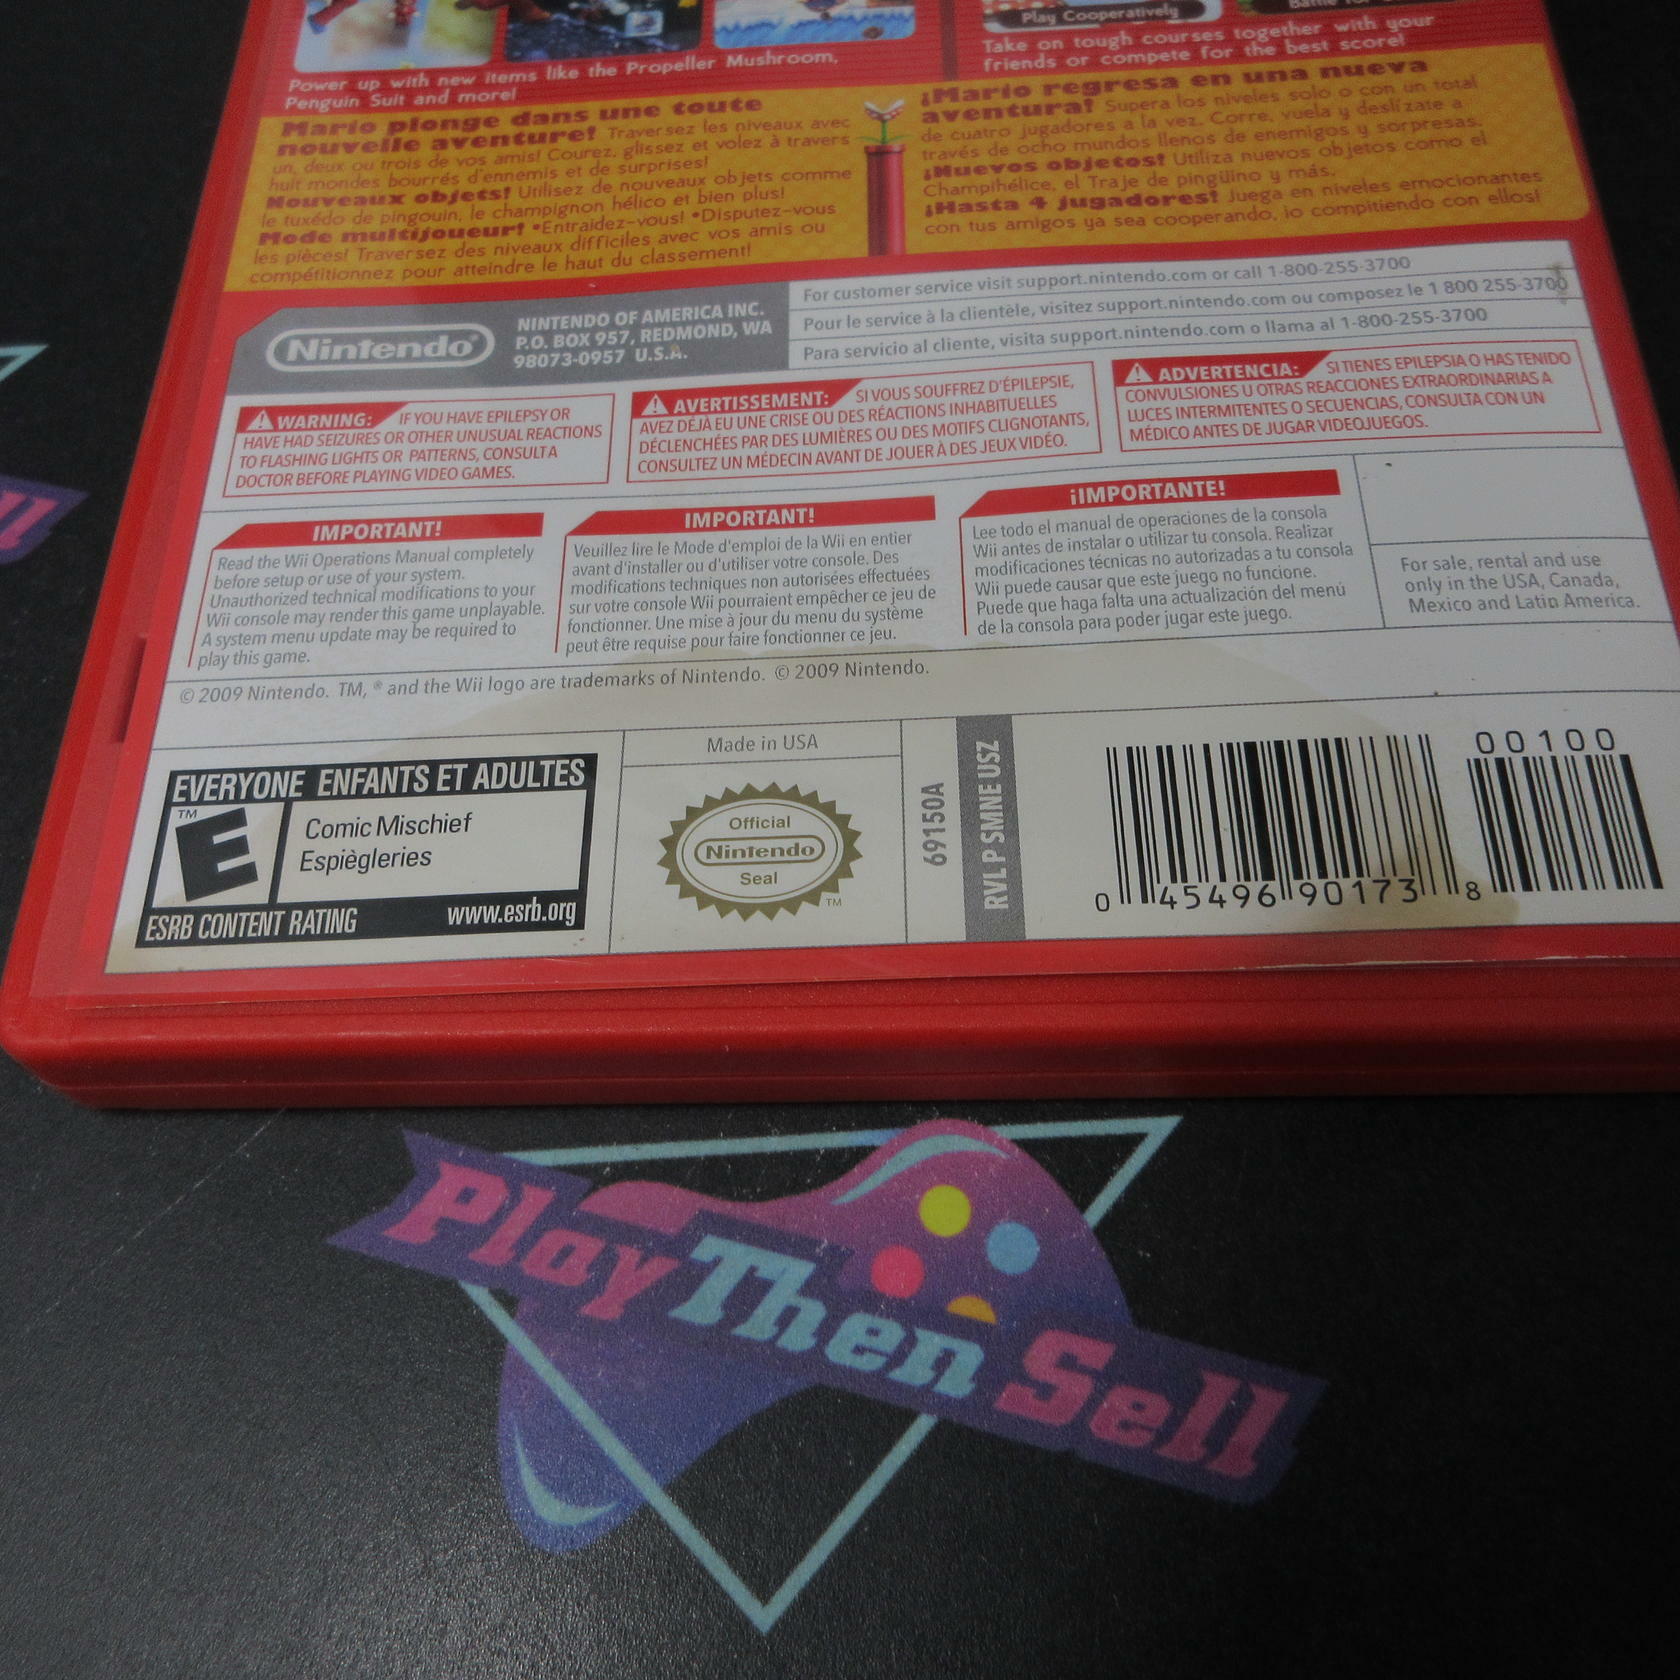 Play Cooperatively
Power up with new items like the Propeller Mushroom,
Penguin Suit and more!
Take on tough courses together with your
friends or compete for the best score!
Mario plonge dans une toute
nouvelle aventure! Traversez les niveaux avec
un, deux ou trois de vos amis! Courez, glissez et volez à travers
huit mondes bourrés d'ennemis et de surprises!
Nouveaux objets! Utilisez de nouveaux objets comme
le tuxédo de pingouin, le champignon hélico et bien plus!
Mode multijoueur! •Entraidez-vous! •Disputez-vous
les pièces! Traversez des niveaux difficiles avec vos amis ou
compétitionnez pour atteindre le haut du classement!
¡Mario regresa en una nueva
aventura! Supera los niveles solo o con un total
de cuatro jugadores a la vez. Corre, vuela y deslízate a
través de ocho mundos llenos de enemigos y sorpresas.
¡Nuevos objetos! Utiliza nuevos objetos como el
Champihélice, el Traje de pingüino y más.
¡Hasta 4 jugadores! Juega en niveles emocionantes
con tus amigos ya sea cooperando, ¡o compitiendo con ellos!
Nintendo®
NINTENDO OF AMERICA INC.
P.O. BOX 957, REDMOND, WA
98073-0957 U.S.A.
For customer service visit support.nintendo.com or call 1-800-255-3700
Pour le service à la clientèle, visitez support.nintendo.com ou composez le 1 800 255-3700
Para servicio al cliente, visita support.nintendo.com o llama al 1-800-255-3700
WARNING: IF YOU HAVE EPILEPSY OR
HAVE HAD SEIZURES OR OTHER UNUSUAL REACTIONS
TO FLASHING LIGHTS OR PATTERNS, CONSULT A
DOCTOR BEFORE PLAYING VIDEO GAMES.
AVERTISSEMENT: SI VOUS SOUFFREZ D'ÉPILEPSIE,
AVEZ DÉJÀ EU UNE CRISE OU DES RÉACTIONS INHABITUELLES
DÉCLENCHÉES PAR DES LUMIÈRES OU DES MOTIFS CLIGNOTANTS,
CONSULTEZ UN MÉDECIN AVANT DE JOUER À DES JEUX VIDÉO.
ADVERTENCIA: SI TIENES EPILEPSIA O HAS TENIDO
CONVULSIONES U OTRAS REACCIONES EXTRAORDINARIAS A
LUCES INTERMITENTES O SECUENCIAS, CONSULTA CON UN
MÉDICO ANTES DE JUGAR VIDEOJUEGOS.
IMPORTANT!
Read the Wii Operations Manual completely
before setup or use of your system.
Unauthorized technical modifications to your
Wii console may render this game unplayable.
A system menu update may be required to
play this game.
IMPORTANT!
Veuillez lire le Mode d'emploi de la Wii en entier
avant d'installer ou d'utiliser votre console. Des
modifications techniques non autorisées effectuées
sur votre console Wii pourraient empêcher ce jeu de
fonctionner. Une mise à jour du menu du système
peut être requise pour faire fonctionner ce jeu.
¡IMPORTANTE!
Lee todo el manual de operaciones de la consola
Wii antes de instalar o utilizar tu consola. Realizar
modificaciones técnicas no autorizadas a tu consola
Wii puede causar que este juego no funcione.
Puede que haga falta una actualización del menú
de la consola para poder jugar este juego.
For sale, rental and use
only in the USA, Canada,
Mexico and Latin America.
© 2009 Nintendo. TM, ® and the Wii logo are trademarks of Nintendo. © 2009 Nintendo.
EVERYONE ENFANTS ET ADULTES
TM
E
Comic Mischief
Espiègleries
ESRB CONTENT RATING www.esrb.org
Made in USA
Official
Nintendo
Seal
TM
69150A
RVL P SMNE USZ
00100
0 45496 90173 8
Play Then Sell
ll